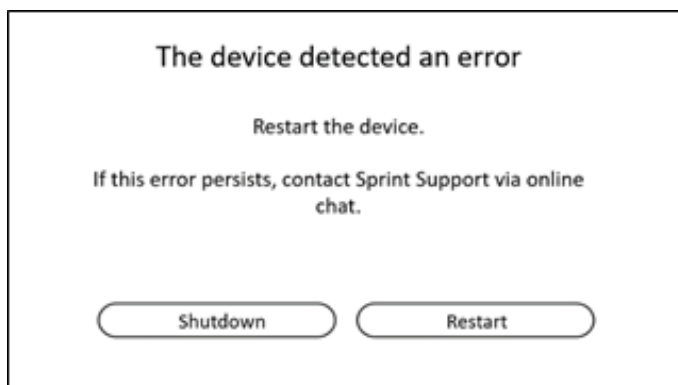 The device detected an error
Restart the device.
If this error persists, contact Sprint Support via online
chat.
Shutdown
Restart